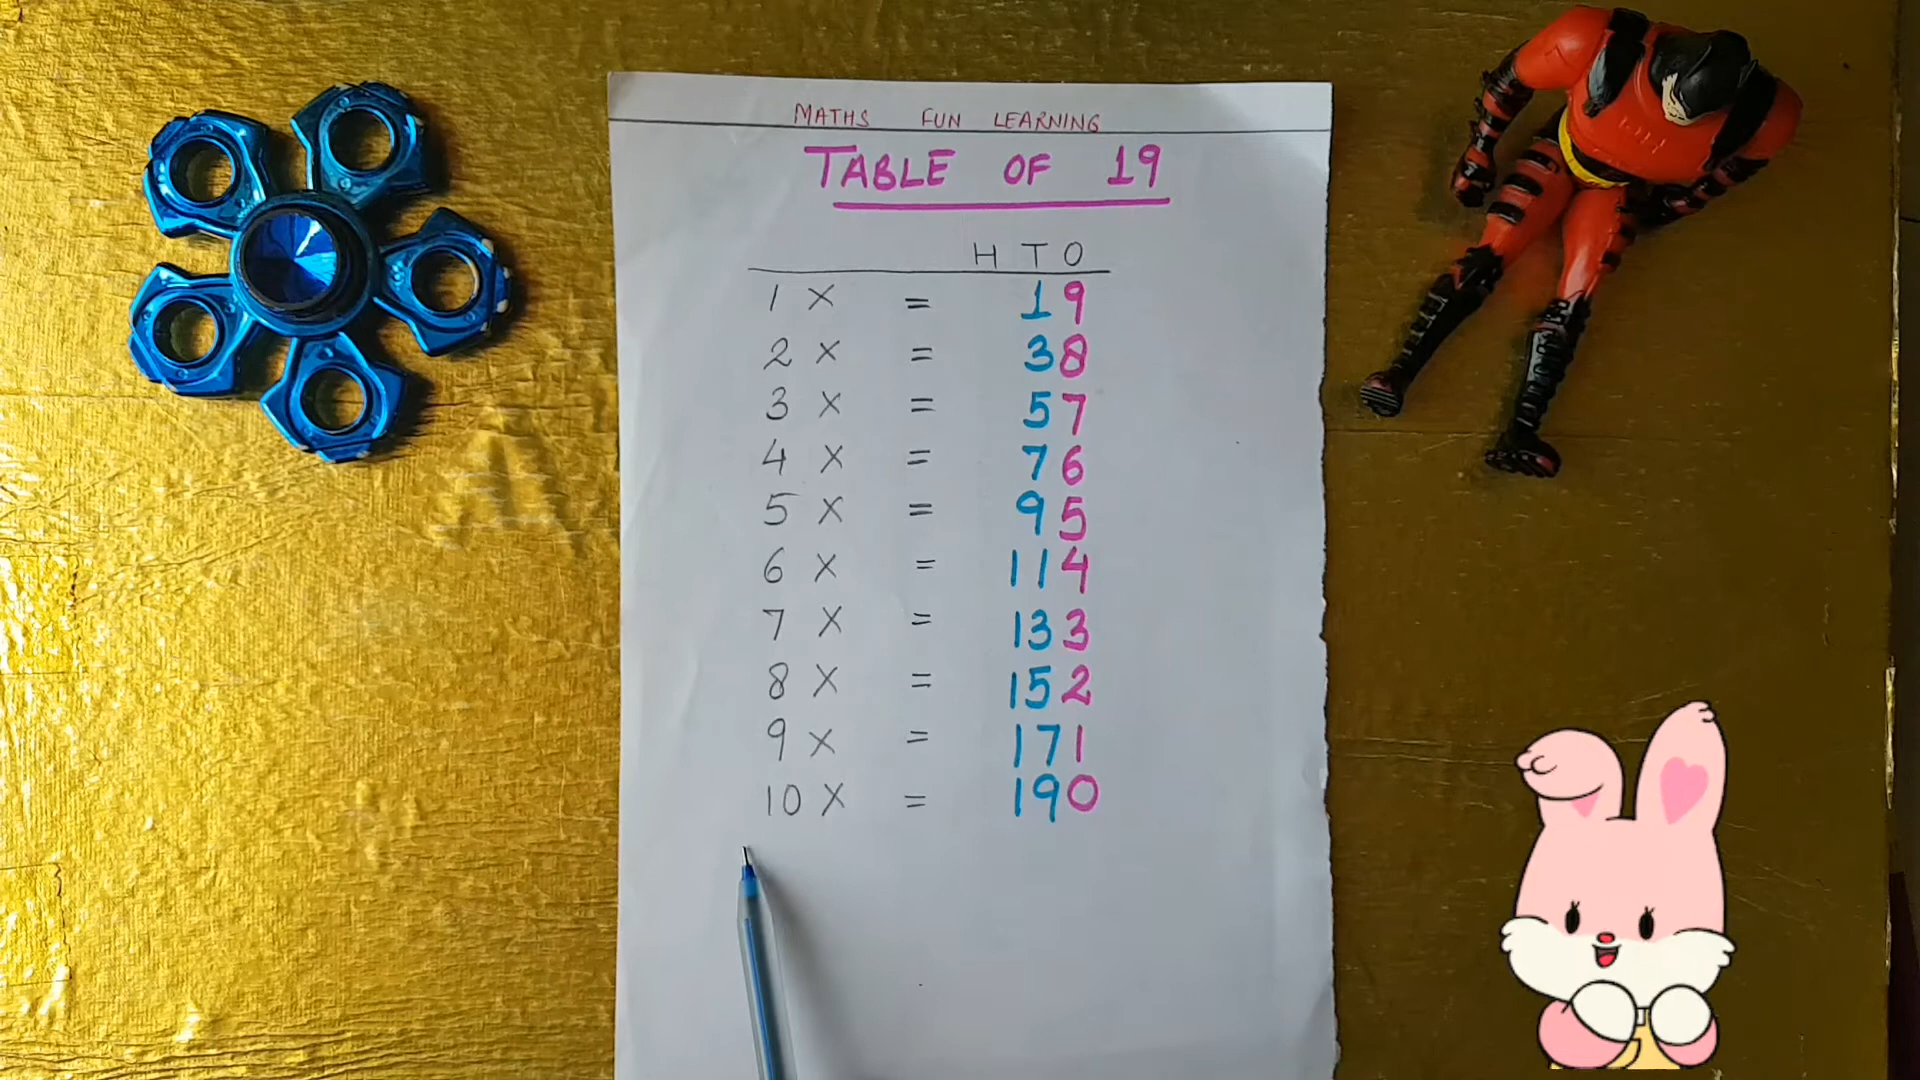 MATHS FUN LEARNING
TABLE OF 19
H T O
1 X = 19
2 X = 38
3 X = 57
4 X = 76
5 X = 95
6 X = 114
7 X = 133
8 X = 152
9 X = 171
10 X = 190